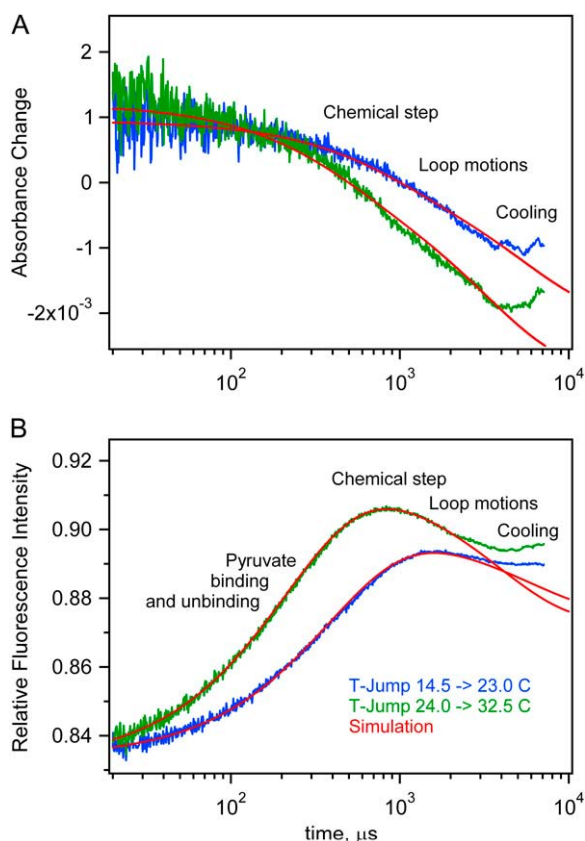 A
Absorbance Change
2
1
0
-1
-2x10⁻³
Chemical step
Loop motions
Cooling
10²
10³
10⁴
B
Relative Fluorescence Intensity
0.92
0.90
0.88
0.86
0.84
Chemical step
Loop motions
Cooling
Pyruvate
binding
and unbinding
T-Jump 14.5 -> 23.0 C
T-Jump 24.0 -> 32.5 C
Simulation
10²
10³
10⁴
time, μs